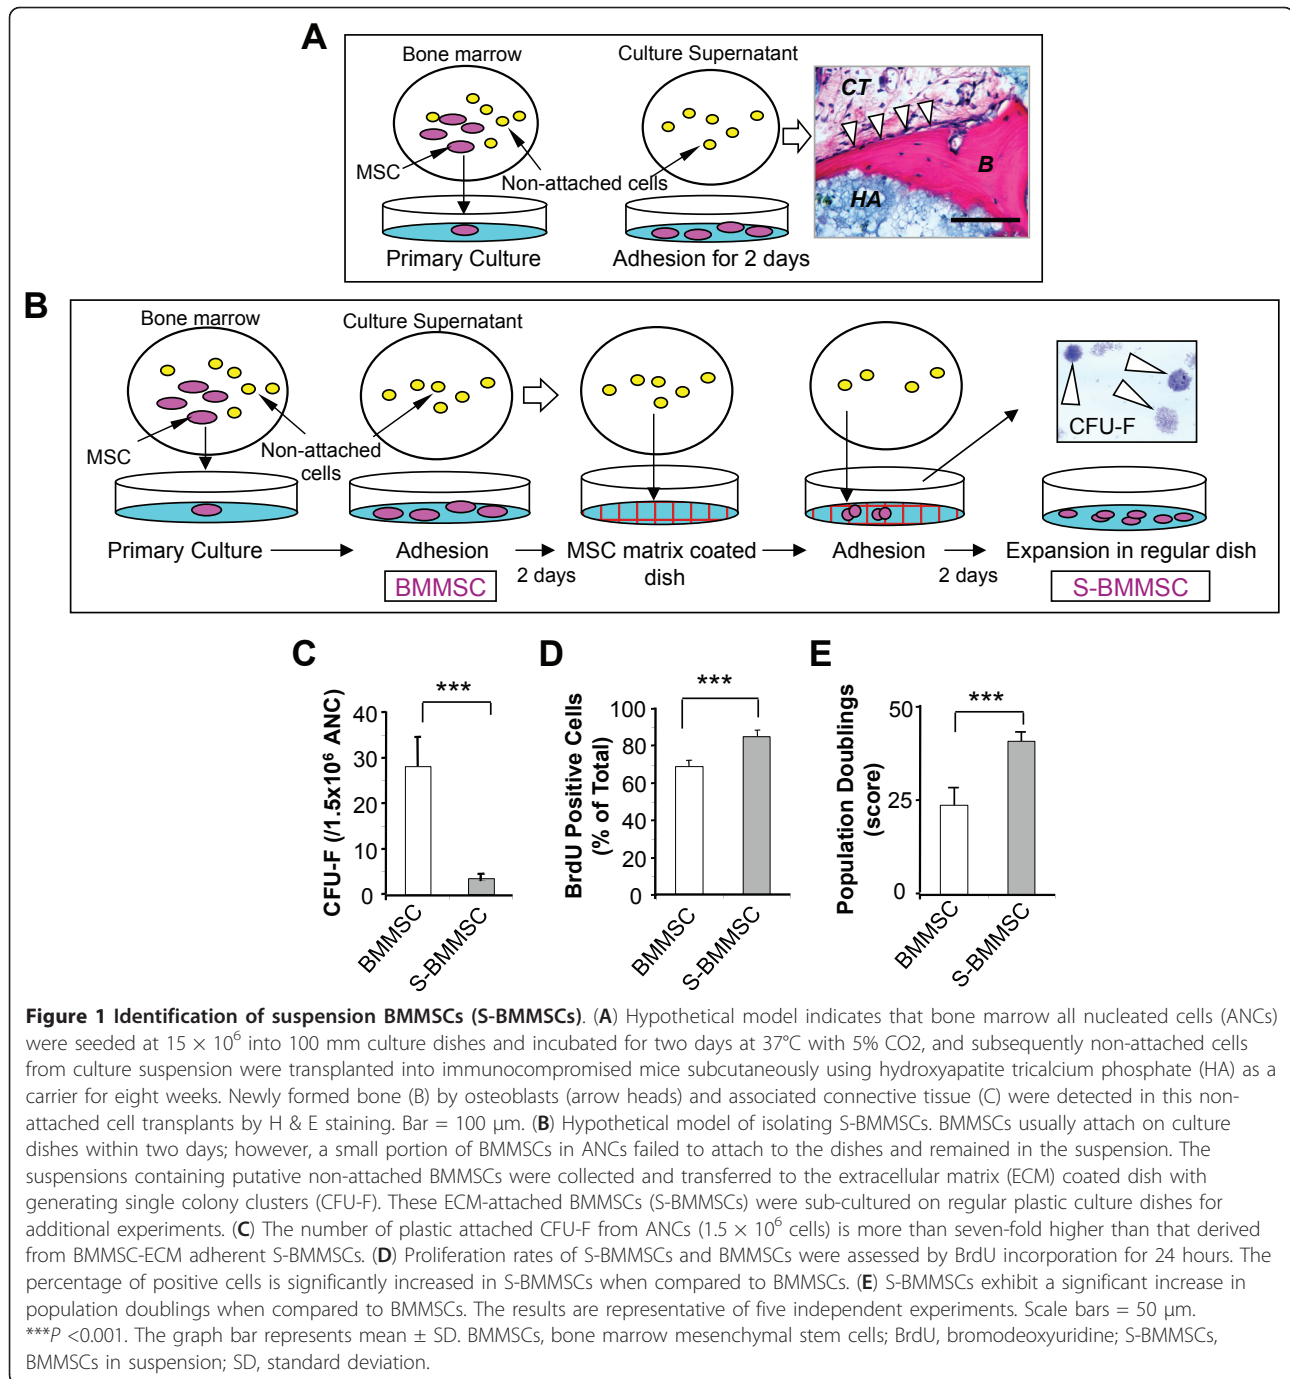 A
Bone marrow
Culture Supernatant
MSC
Non-attached cells
CT
B
HA
Primary Culture
Adhesion for 2 days
B
Bone marrow
Culture Supernatant
MSC
Non-attached
cells
CFU-F
Primary Culture
Adhesion
2 days
MSC matrix coated
dish
Adhesion
2 days
Expansion in regular dish
BMMSC
S-BMMSC
C
CFU-F (/1.5x10⁶ ANC)
40
30
20
10
0
***
BMMSC
S-BMMSC
D
BrdU Positive Cells
(% of Total)
100
80
60
40
20
0
***
BMMSC
S-BMMSC
E
Population Doublings
(score)
50
25
0
***
BMMSC
S-BMMSC
Figure 1 Identification of suspension BMMSCs (S-BMMSCs). (A) Hypothetical model indicates that bone marrow all nucleated cells (ANCs)
were seeded at 15 × 10⁶ into 100 mm culture dishes and incubated for two days at 37°C with 5% CO2, and subsequently non-attached cells
from culture suspension were transplanted into immunocompromised mice subcutaneously using hydroxyapatite tricalcium phosphate (HA) as a
carrier for eight weeks. Newly formed bone (B) by osteoblasts (arrow heads) and associated connective tissue (C) were detected in this non-
attached cell transplants by H & E staining. Bar = 100 μm. (B) Hypothetical model of isolating S-BMMSCs. BMMSCs usually attach on culture
dishes within two days; however, a small portion of BMMSCs in ANCs failed to attach to the dishes and remained in the suspension. The
suspensions containing putative non-attached BMMSCs were collected and transferred to the extracellular matrix (ECM) coated dish with
generating single colony clusters (CFU-F). These ECM-attached BMMSCs (S-BMMSCs) were sub-cultured on regular plastic culture dishes for
additional experiments. (C) The number of plastic attached CFU-F from ANCs (1.5 × 10⁶ cells) is more than seven-fold higher than that derived
from BMMSC-ECM adherent S-BMMSCs. (D) Proliferation rates of S-BMMSCs and BMMSCs were assessed by BrdU incorporation for 24 hours. The
percentage of positive cells is significantly increased in S-BMMSCs when compared to BMMSCs. (E) S-BMMSCs exhibit a significant increase in
population doublings when compared to BMMSCs. The results are representative of five independent experiments. Scale bars = 50 μm.
***P <0.001. The graph bar represents mean ± SD. BMMSCs, bone marrow mesenchymal stem cells; BrdU, bromodeoxyuridine; S-BMMSCs,
BMMSCs in suspension; SD, standard deviation.